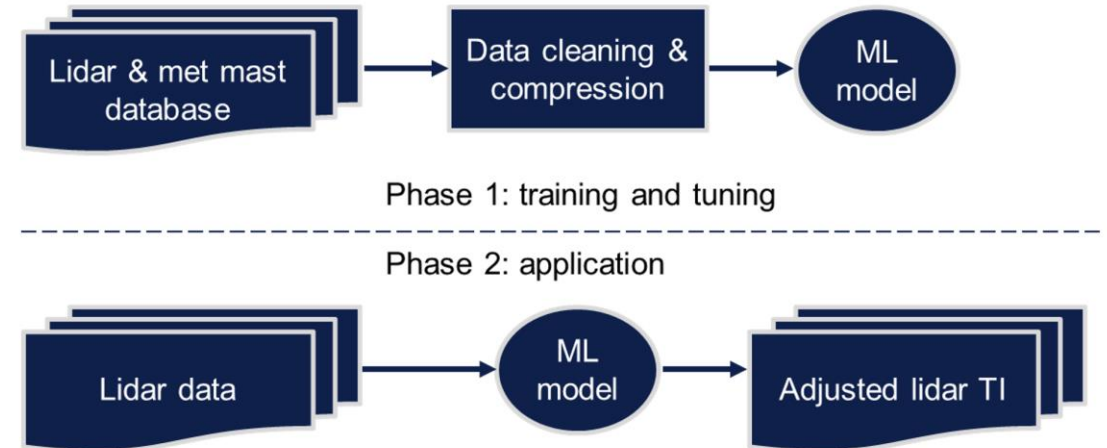 Lidar & met mast
database
Data cleaning &
compression
ML
model
Phase 1: training and tuning
Phase 2: application
Lidar data
ML
model
Adjusted lidar TI